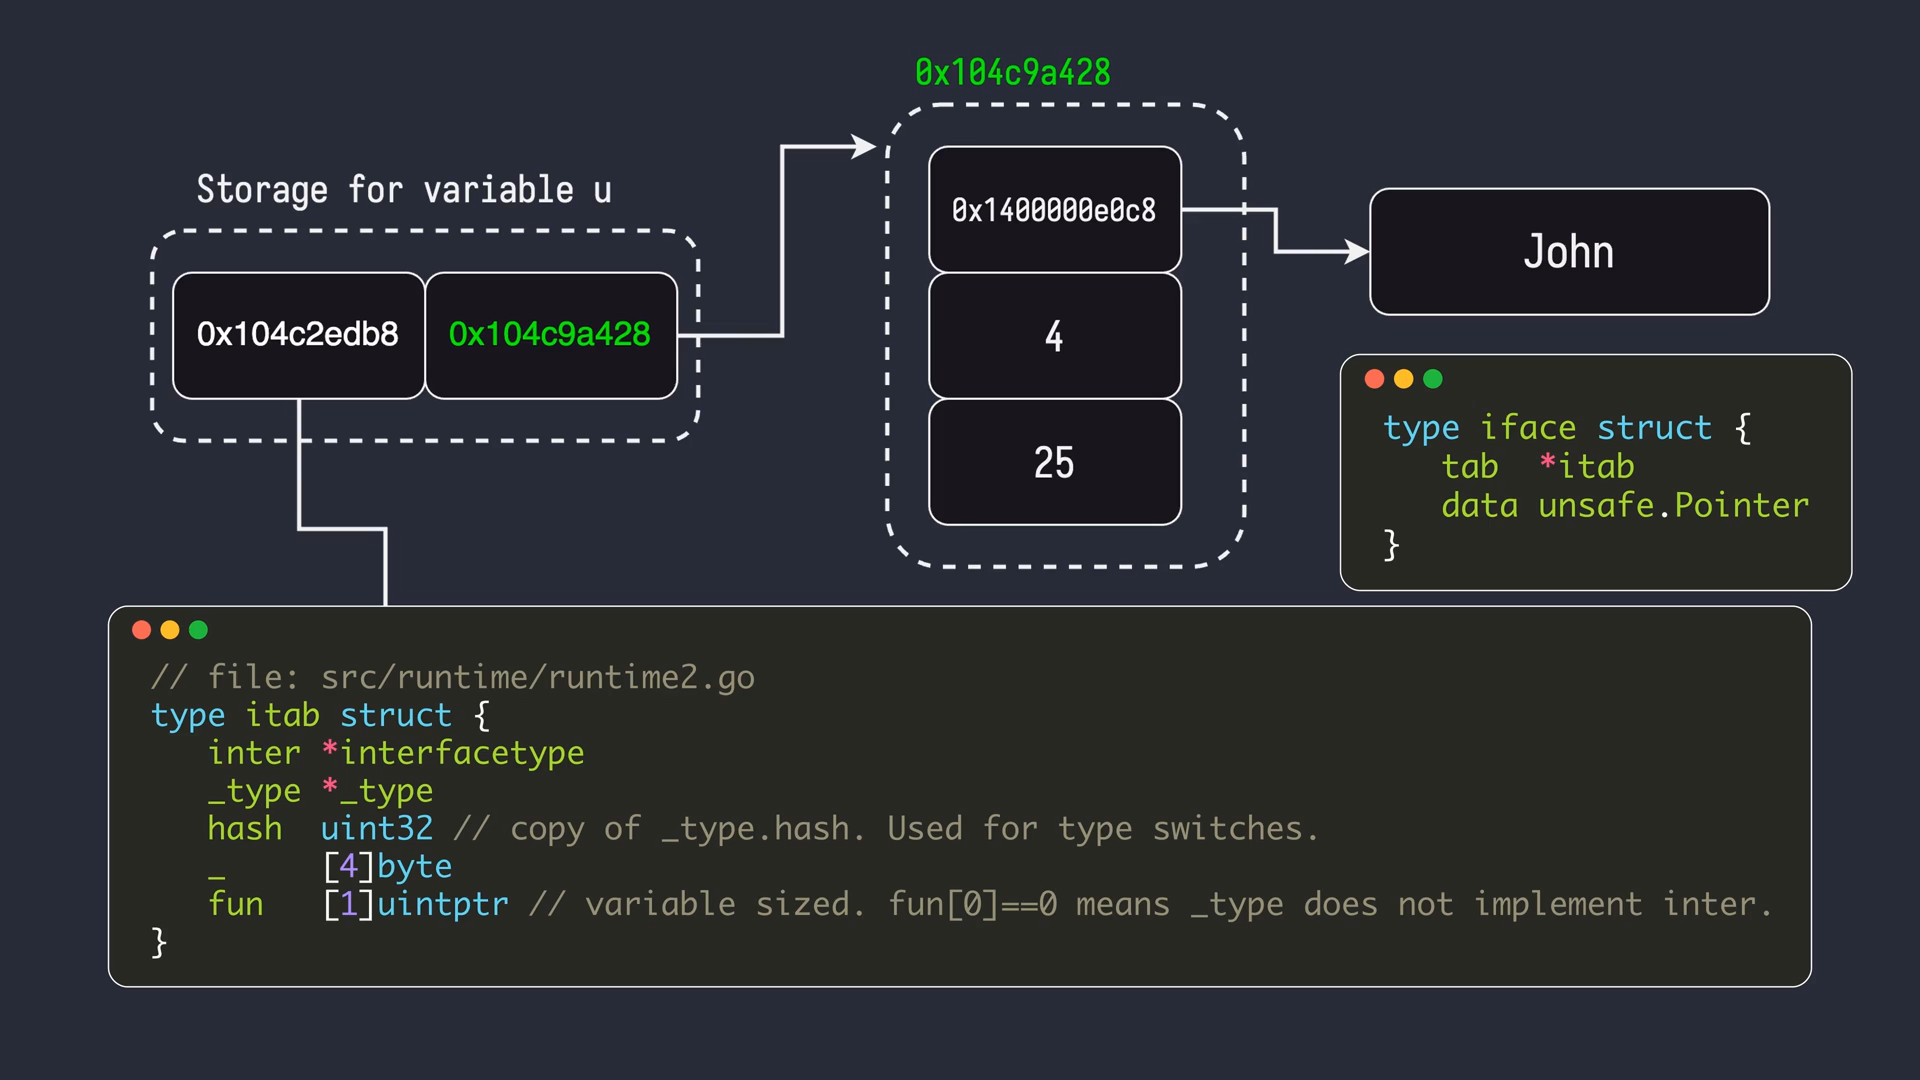 0x104c9a428
Storage for variable u
0x104c2edb8
0x104c9a428
0x1400000e0c8
4
25
John
type iface struct {
    tab  *itab
    data unsafe.Pointer
}
// file: src/runtime/runtime2.go
type itab struct {
   inter *interfacetype
   _type *_type
   hash  uint32 // copy of _type.hash. Used for type switches.
   _     [4]byte
   fun   [1]uintptr // variable sized. fun[0]==0 means _type does not implement inter.
}